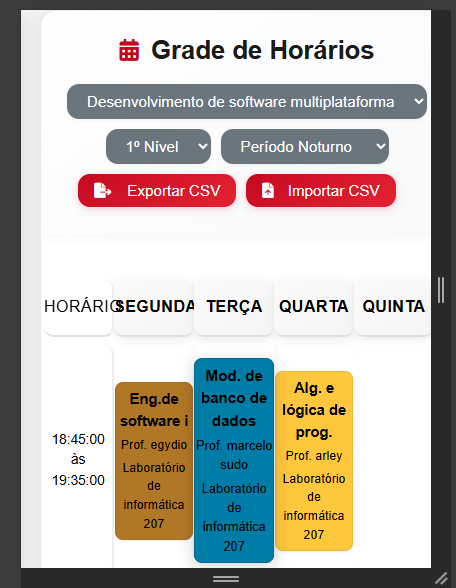 Grade de Horários
Desenvolvimento de software multiplataforma
1º Nível
Período Noturno
Exportar CSV
Importar CSV
HORÁRIO
SEGUNDA
TERÇA
QUARTA
QUINTA
18:45:00
às
19:35:00
Eng.de
software i
Prof. egydio
Laboratório
de
informática
207
Mod. de
banco de
dados
Prof. marcelo
sudo
Laboratório
de
informática
207
Alg. e
lógica de
prog.
Prof. arley
Laboratório
de
informática
207